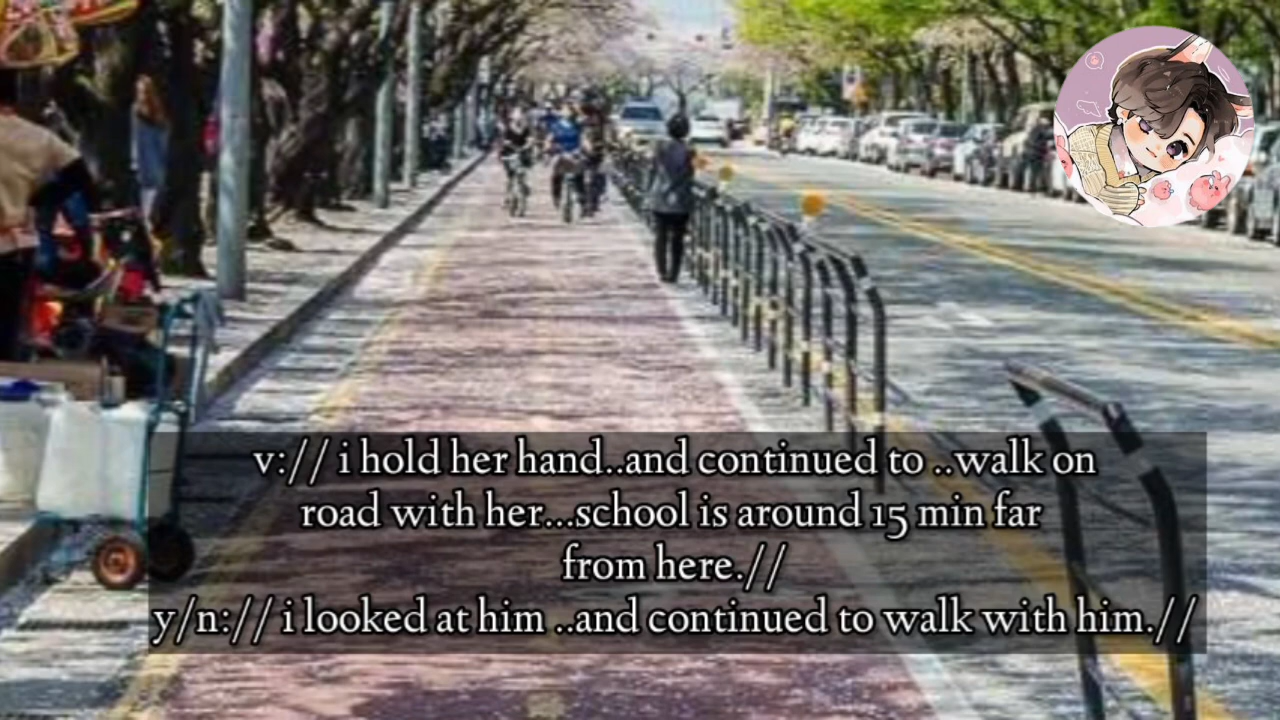 v:// i hold her hand..and continued to ..walk on
road with her...school is around 15 min far
from here.//
y/n:// i looked at him ..and continued to walk with him.//